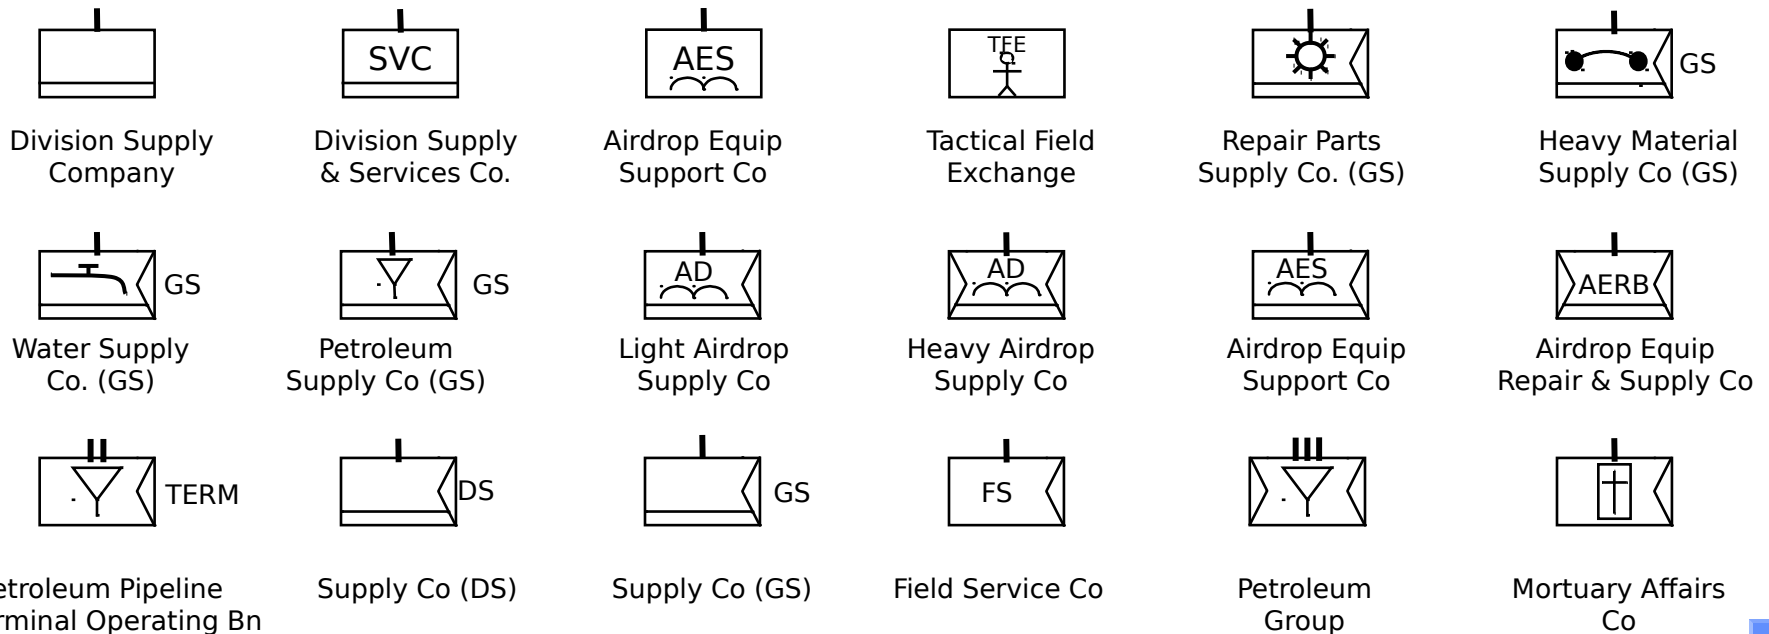 SVC
AES
TFE
GS
Division Supply
Company
Division Supply
& Services Co.
Airdrop Equip
Support Co
Tactical Field
Exchange
Repair Parts
Supply Co. (GS)
Heavy Material
Supply Co (GS)
GS
GS
AD
AD
AES
AERB
Water Supply
Co. (GS)
Petroleum
Supply Co (GS)
Light Airdrop
Supply Co
Heavy Airdrop
Supply Co
Airdrop Equip
Support Co
Airdrop Equip
Repair & Supply Co
TERM
DS
GS
FS
etroleum Pipeline
rminal Operating Bn
Supply Co (DS)
Supply Co (GS)
Field Service Co
Petroleum
Group
Mortuary Affairs
Co